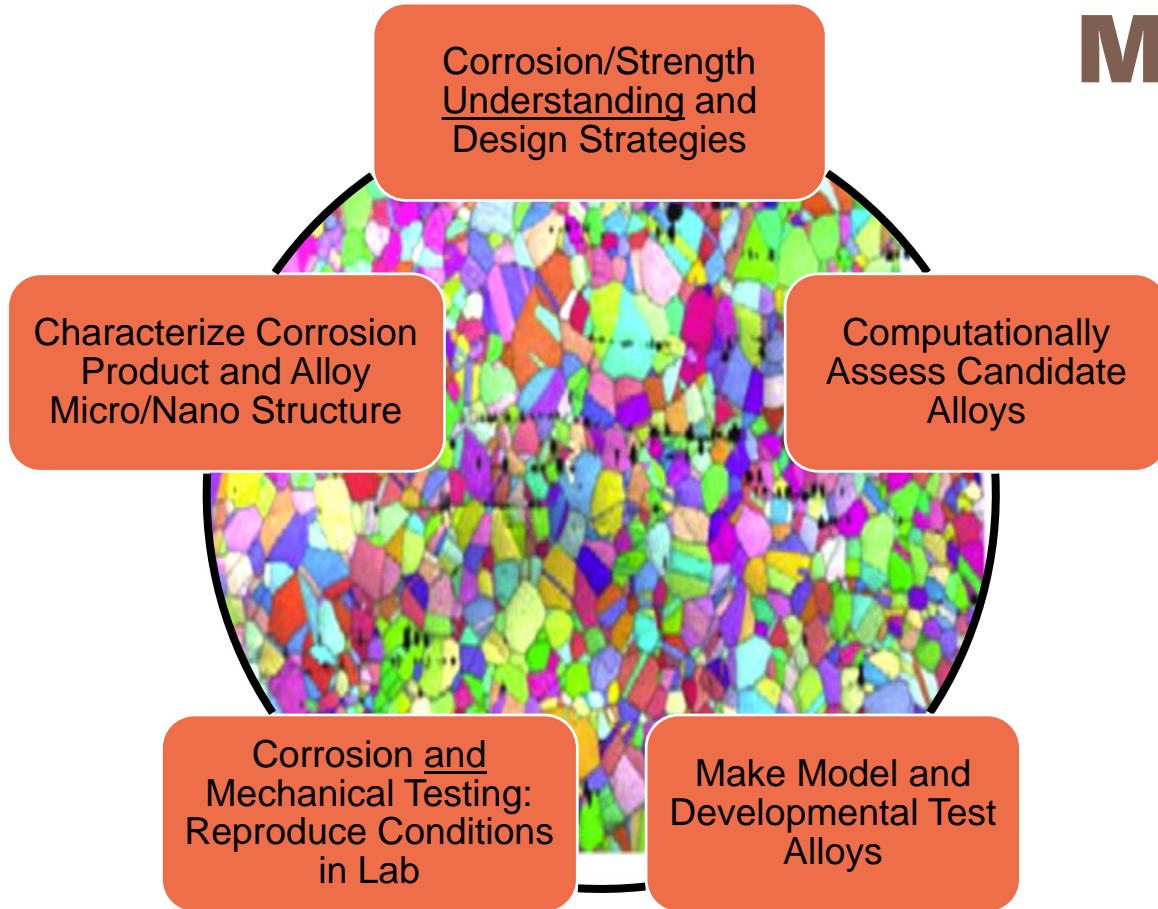 M
Corrosion/Strength
Understanding and
Design Strategies
Characterize Corrosion
Product and Alloy
Micro/Nano Structure
Computationally
Assess Candidate
Alloys
Corrosion and
Mechanical Testing:
Reproduce Conditions
in Lab
Make Model and
Developmental Test
Alloys